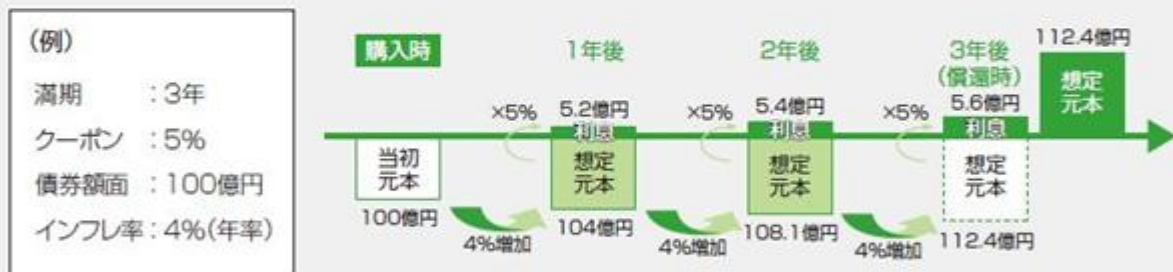 (例)
満期 :3年
クーポン :5%
債券額面 :100億円
インフレ率:4%(年率)
購入時
1年後
2年後
3年後
(償還時)
112.4億円
×5%
5.2億円
×5%
5.4億円
×5%
5.6億円
想定
元本
利息
利息
利息
当初
元本
想定
元本
想定
元本
想定
元本
100億円
4%増加
104億円
4%増加
108.1億円
4%増加
112.4億円